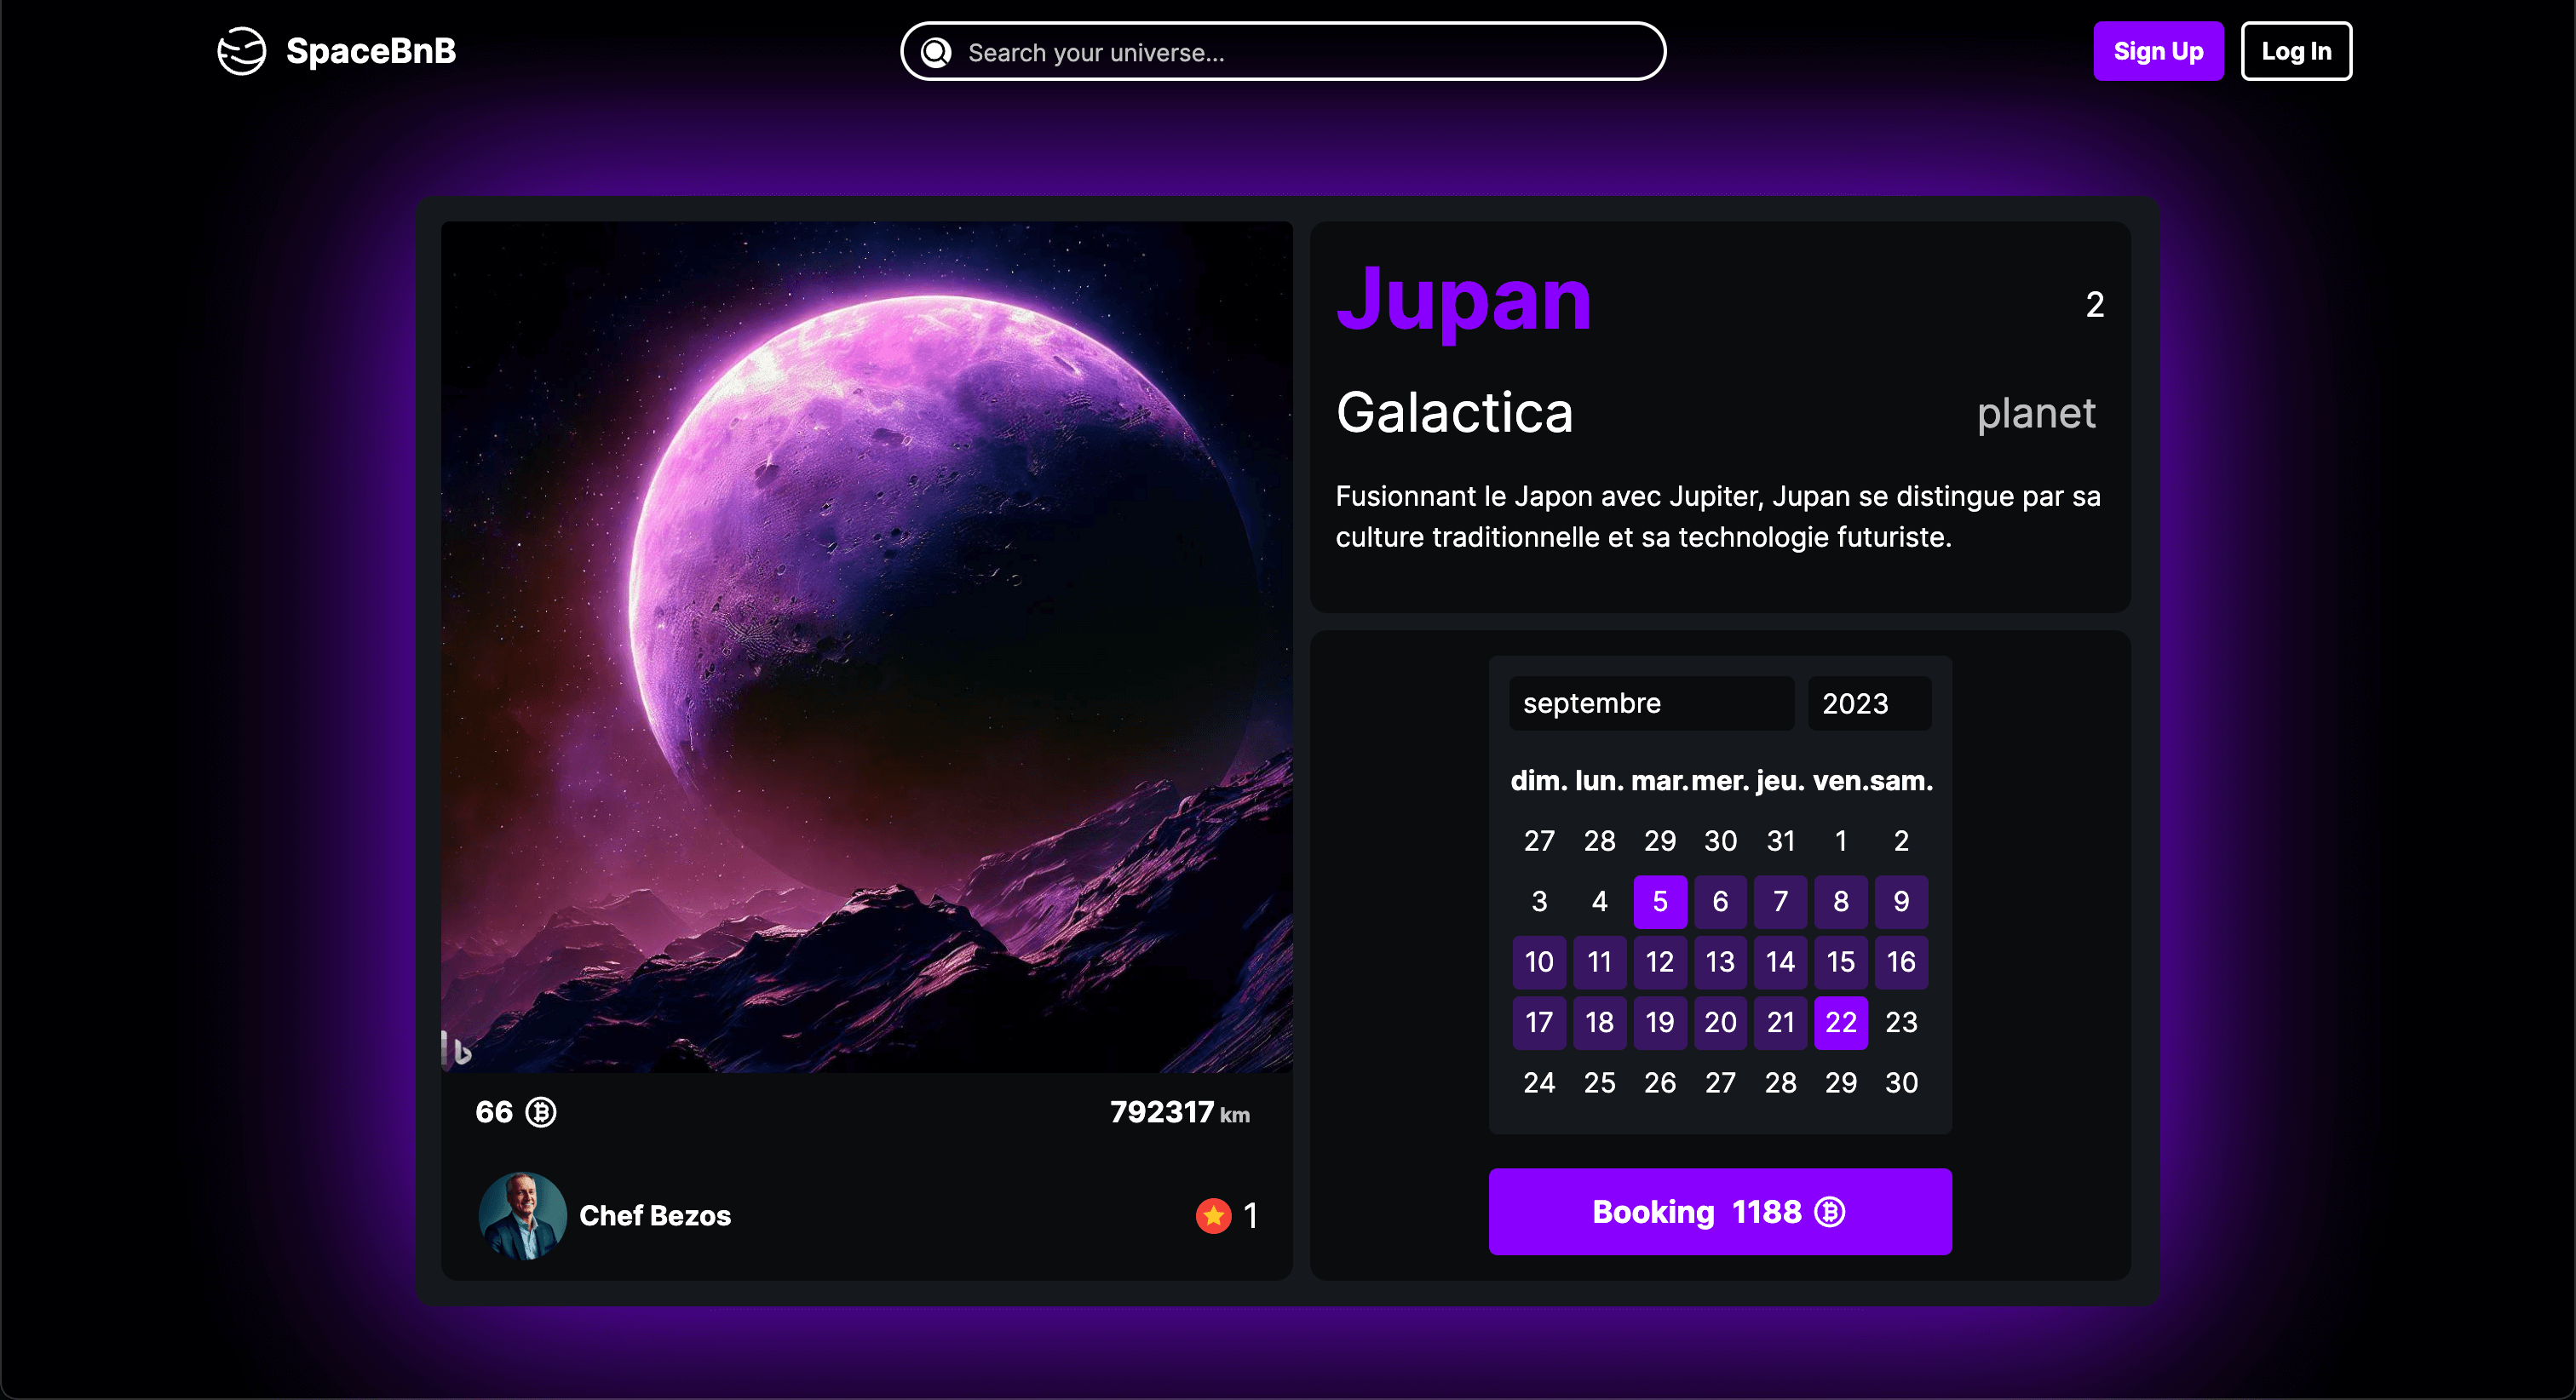 SpaceBnB
Search your universe...
Sign Up
Log In
Jupan
2
Galactica
planet
Fusionnant le Japon avec Jupiter, Jupan se distingue par sa
culture traditionnelle et sa technologie futuriste.
66
792317 km
Chef Bezos
1
septembre
2023
dim. lun. mar. mer. jeu. ven. sam.
27 28 29 30 31 1 2
3 4 5 6 7 8 9
10 11 12 13 14 15 16
17 18 19 20 21 22 23
24 25 26 27 28 29 30
Booking 1188